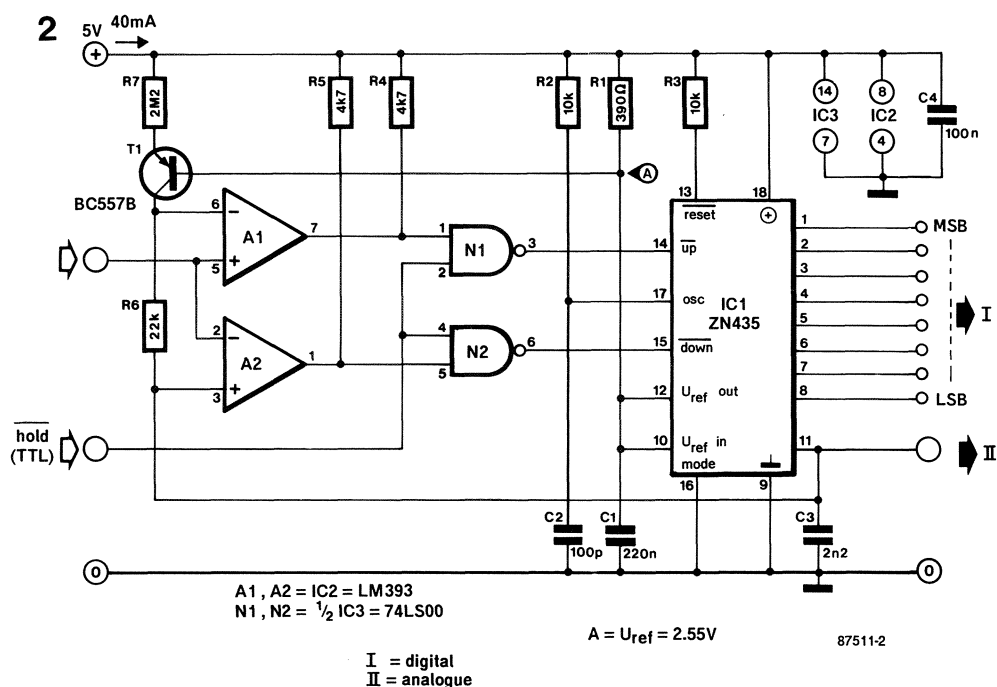 2
5V
40mA
+
R7
2M2
R5
4k7
R4
4k7
R2
10k
R1
390Ω
R3
10k
14
IC3
7
8
IC2
4
C4
100n
T1
BC557B
A
6
−
A1
7
+
5
1
N1
3
2
13
reset
18
+
14
up
17
osc
IC1
ZN435
15
down
12
Uref out
10
Uref in
mode
16
9
11
1
2
3
4
5
6
7
8
MSB
LSB
I
II
R6
22k
2
−
A2
1
+
3
4
N2
6
5
hold
(TTL)
C2
100p
C1
220n
C3
2n2
0
0
A1, A2 = IC2 = LM393
N1, N2 = ½ IC3 = 74LS00
A = Uref = 2.55V
87511-2
I = digital
II = analogue